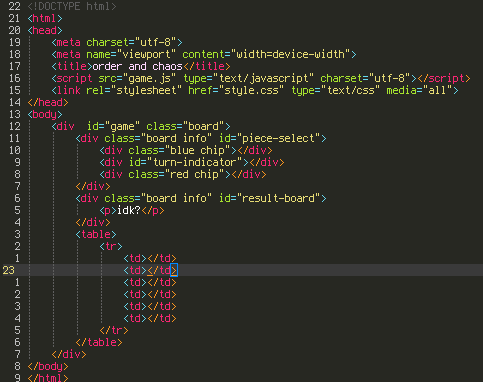 22 <!DOCTYPE html>
21 <html>
20 <head>
19     <meta charset="utf-8">
18     <meta name="viewport" content="width=device-width">
17     <title>order and chaos</title>
16     <script src="game.js" type="text/javascript" charset="utf-8"></script>
15     <link rel="stylesheet" href="style.css" type="text/css" media="all">
14 </head>
13 <body>
12     <div  id="game" class="board">
11         <div class="board info" id="piece-select">
10             <div class="blue chip"></div>
9             <div id="turn-indicator"></div>
8             <div class="red chip"></div>
7         </div>
6         <div class="board info" id="result-board">
5             <p>idk?</p>
4         </div>
3         <table>
2             <tr>
1                 <td></td>
23                 <td></td>
1                 <td></td>
2                 <td></td>
3                 <td></td>
4                 <td></td>
5             </tr>
6         </table>
7     </div>
8 </body>
9 </html>